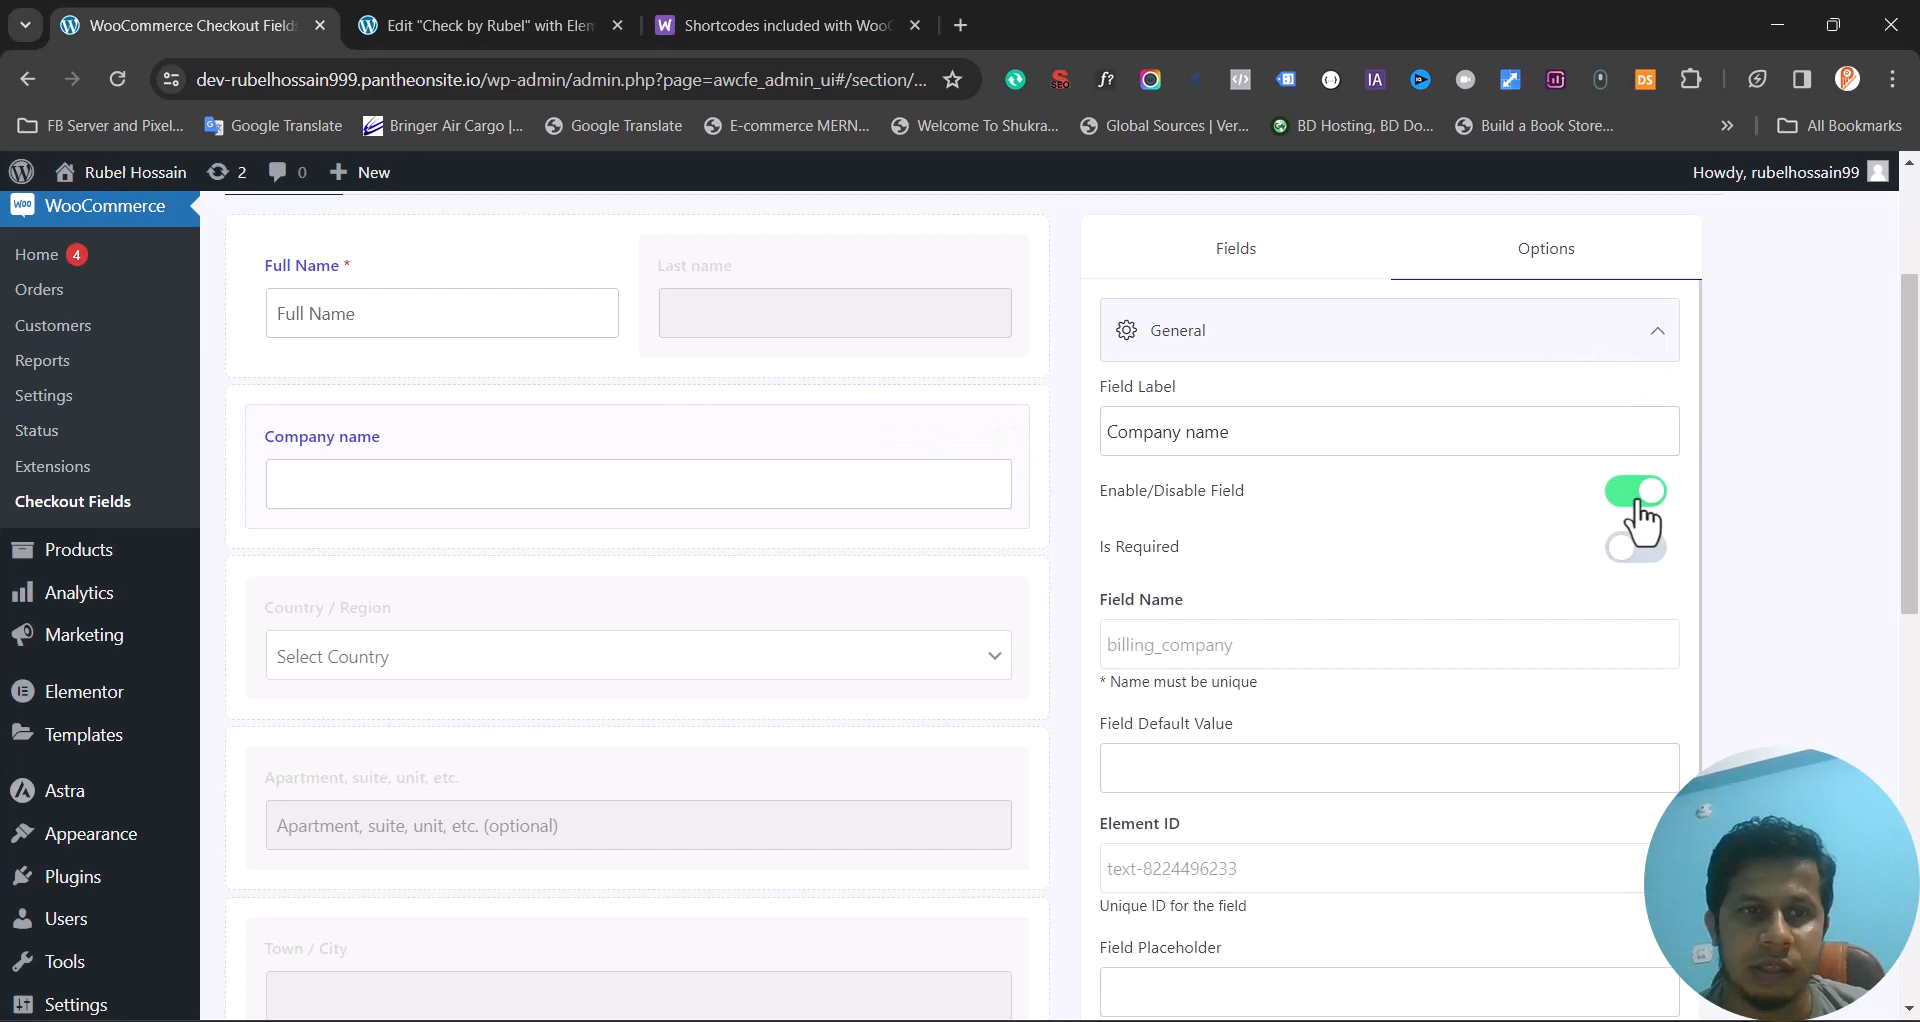 WooCommerce Checkout Fields
Edit "Check by Rubel" with Elem
Shortcodes included with WooC
dev-rubelhossain999.pantheonsite.io/wp-admin/admin.php?page=awcfe_admin_ui#/section/...
FB Server and Pixel...
Google Translate
Bringer Air Cargo |...
Google Translate
E-commerce MERN...
Welcome To Shukra...
Global Sources | Ver...
BD Hosting, BD Do...
Build a Book Store...
All Bookmarks
Rubel Hossain
2
0
New
Howdy, rubelhossain99
WooCommerce
Home 4
Orders
Customers
Reports
Settings
Status
Extensions
Checkout Fields
Products
Analytics
Marketing
Elementor
Templates
Astra
Appearance
Plugins
Users
Tools
Settings
Full Name *
Full Name
Last name
Company name
Country / Region
Select Country
Apartment, suite, unit, etc.
Apartment, suite, unit, etc. (optional)
Town / City
Fields
Options
General
Field Label
Company name
Enable/Disable Field
Is Required
Field Name
billing_company
* Name must be unique
Field Default Value
Element ID
text-8224496233
Unique ID for the field
Field Placeholder